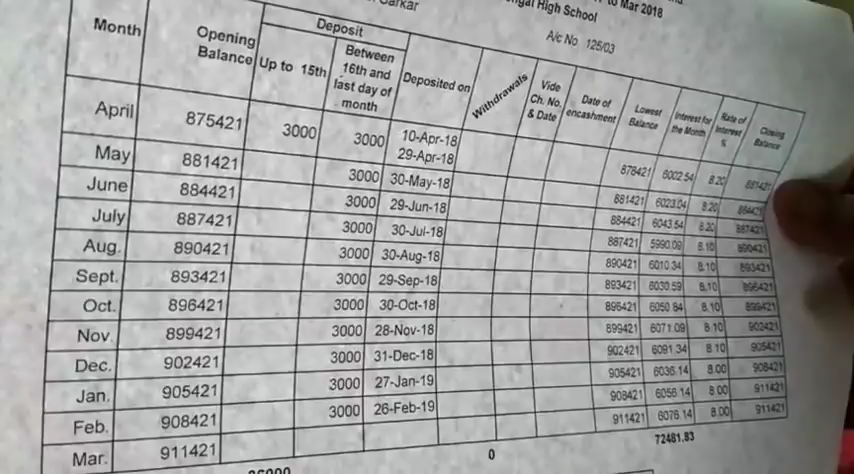 arkar
ngal High School
to Mar 2018
A/c No 126/03
Month Opening Balance Deposit Up to 15th Between 16th and last day of month Deposited on Withdrawals Vide Ch. No. & Date Date of encashment Lowest Balance Interest for the Month Rate of Interest % Closing Balance
April 875421 3000 3000 10-Apr-18 29-Apr-18 878421 6002.54 8.20 881421
May 881421 3000 30-May-18 881421 6023.04 8.20 884421
June 884421 3000 29-Jun-18 884421 6043.54 8.20 887421
July 887421 3000 30-Jul-18 887421 5990.09 8.10 890421
Aug. 890421 3000 30-Aug-18 890421 6010.34 8.10 893421
Sept. 893421 3000 29-Sep-18 893421 6030.59 8.10 896421
Oct. 896421 3000 30-Oct-18 896421 6050.84 8.10 899421
Nov. 899421 3000 28-Nov-18 899421 6071.09 8.10 902421
Dec. 902421 3000 31-Dec-18 902421 6091.34 8.10 905421
Jan. 905421 3000 27-Jan-19 905421 6036.14 8.00 908421
Feb. 908421 3000 26-Feb-19 908421 6056.14 8.00 911421
Mar. 911421 911421 6076.14 8.00 911421
0 72481.83